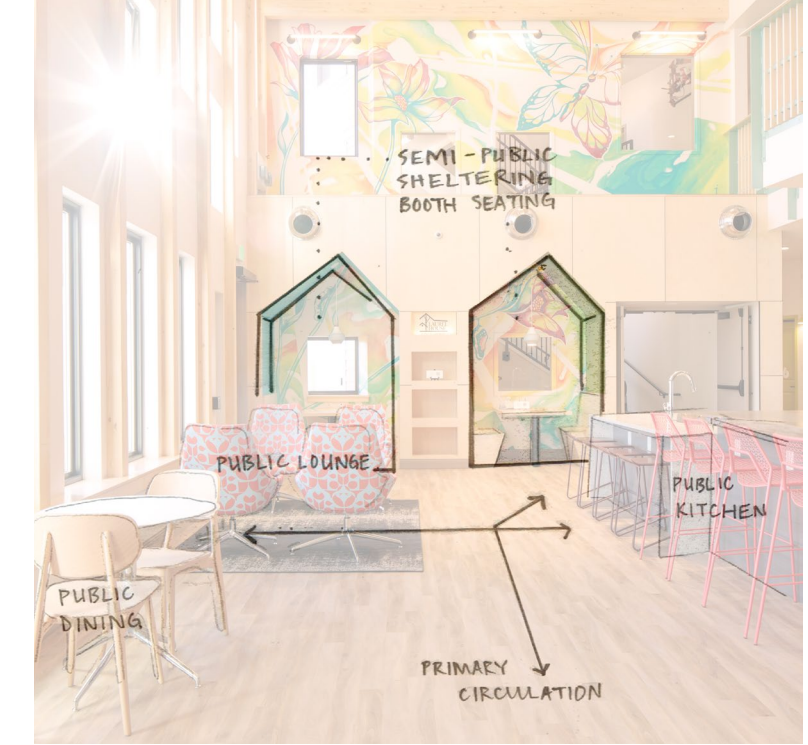 SEMI-PUBLIC
SHELTERING
BOOTH SEATING
PUBLIC LOUNGE
PUBLIC
KITCHEN
PUBLIC
DINING
PRIMARY
CIRCULATION